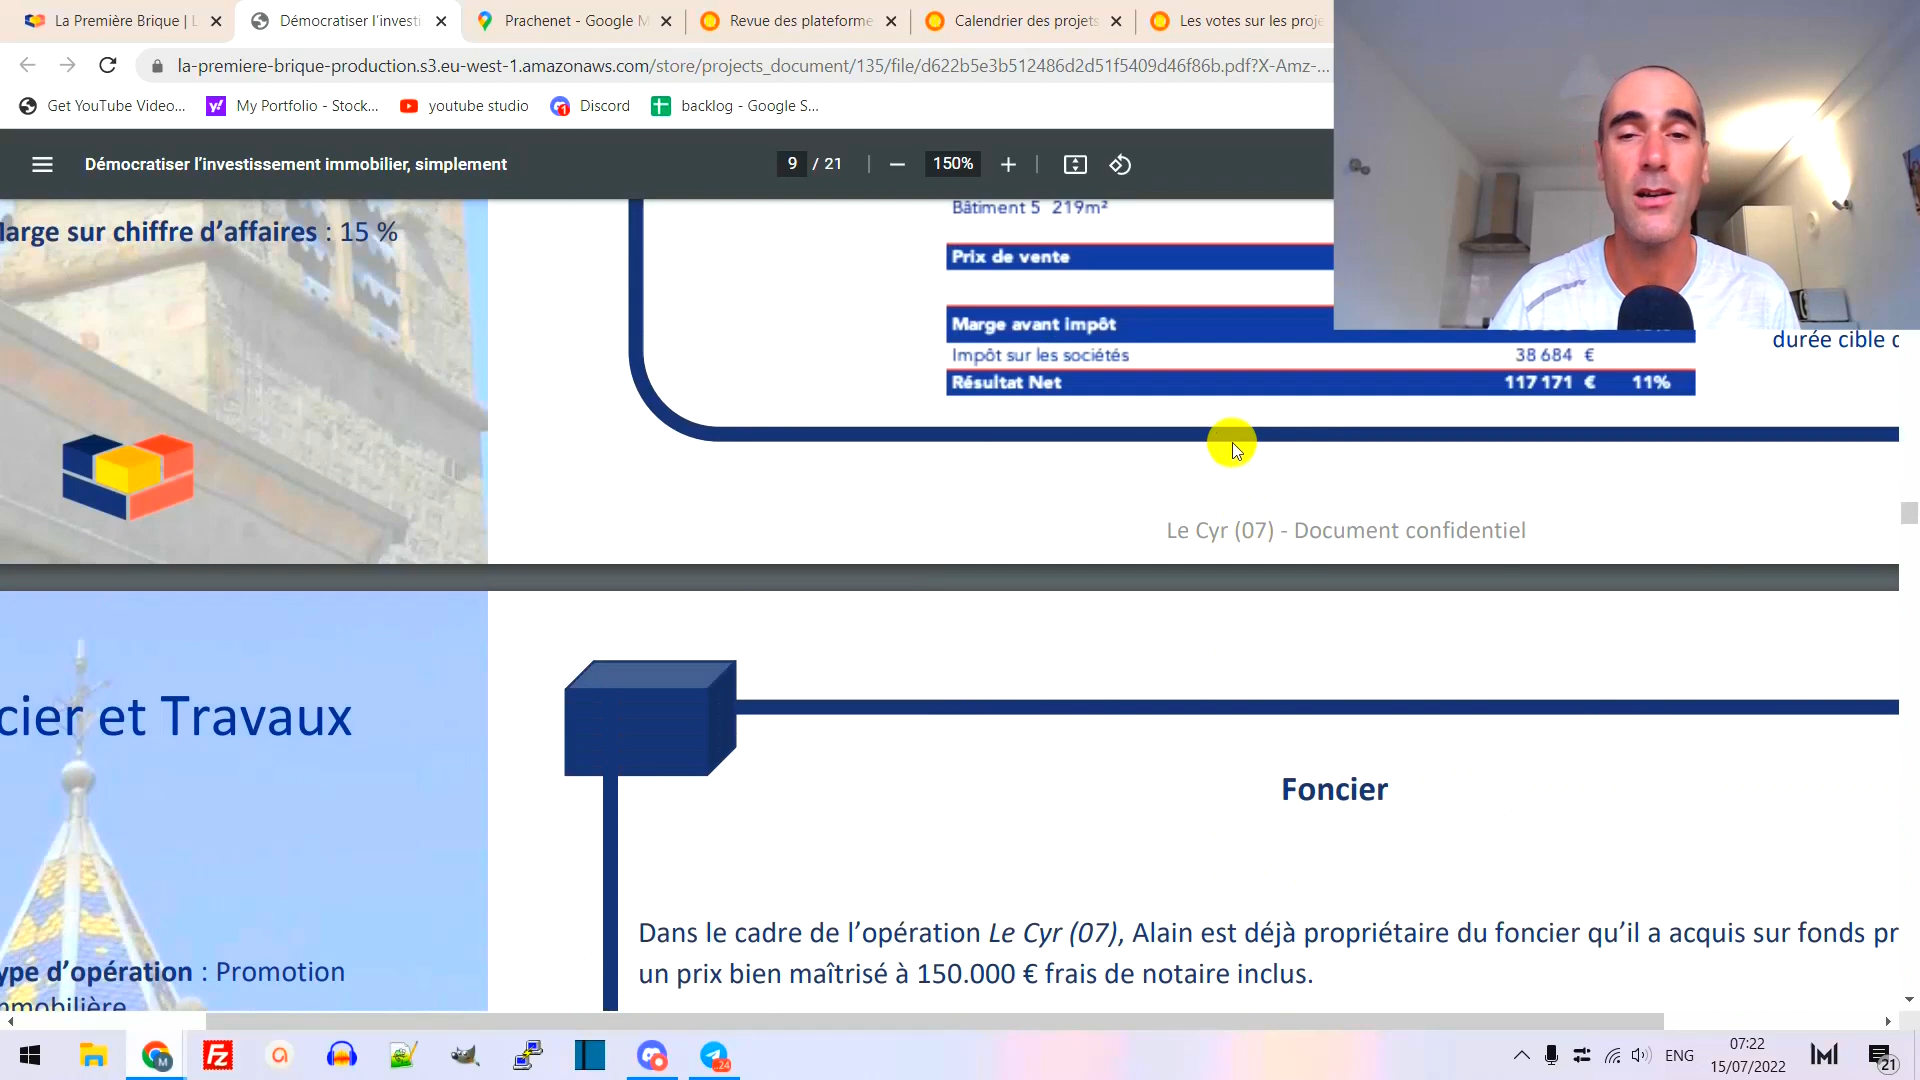 La Première Brique | L
Démocratiser l'investi
Prachenet - Google M
Revue des plateforme
Calendrier des projets
Les votes sur les proje
la-premiere-brique-production.s3.eu-west-1.amazonaws.com/store/projects_document/135/file/d622b5e3b512486d2d51f5409d46f86b.pdf?X-Amz-...
Get YouTube Video...
My Portfolio - Stock...
youtube studio
Discord
backlog - Google S...
Démocratiser l'investissement immobilier, simplement
9 / 21
150%
Marge sur chiffre d'affaires : 15 %
Bâtiment 5 219m²
Prix de vente
Marge avant impôt
Impôt sur les sociétés 38 684 €
Résultat Net 117 171 € 11%
durée cible d
Le Cyr (07) - Document confidentiel
cier et Travaux
ype d'opération : Promotion
mmobilière
Foncier
Dans le cadre de l'opération Le Cyr (07), Alain est déjà propriétaire du foncier qu'il a acquis sur fonds pr
un prix bien maîtrisé à 150.000 € frais de notaire inclus.
ENG
07:22
15/07/2022
24
21